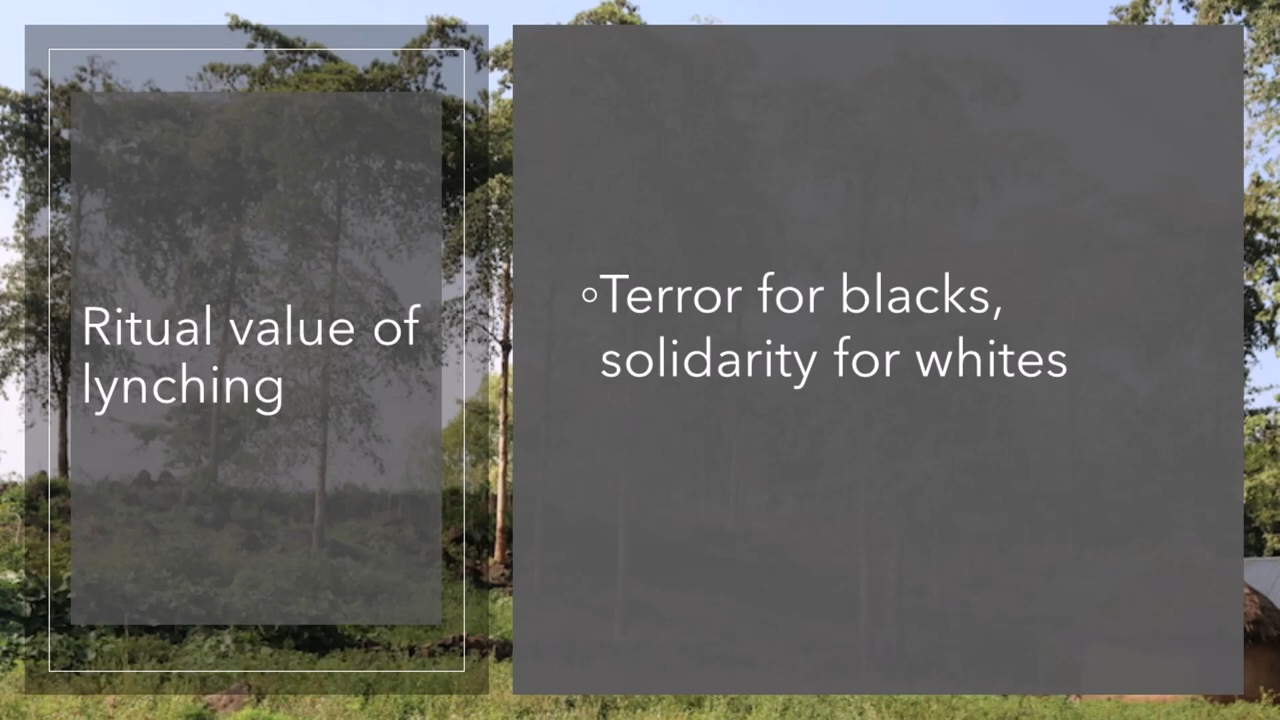 Ritual value of
lynching
◦Terror for blacks,
solidarity for whites